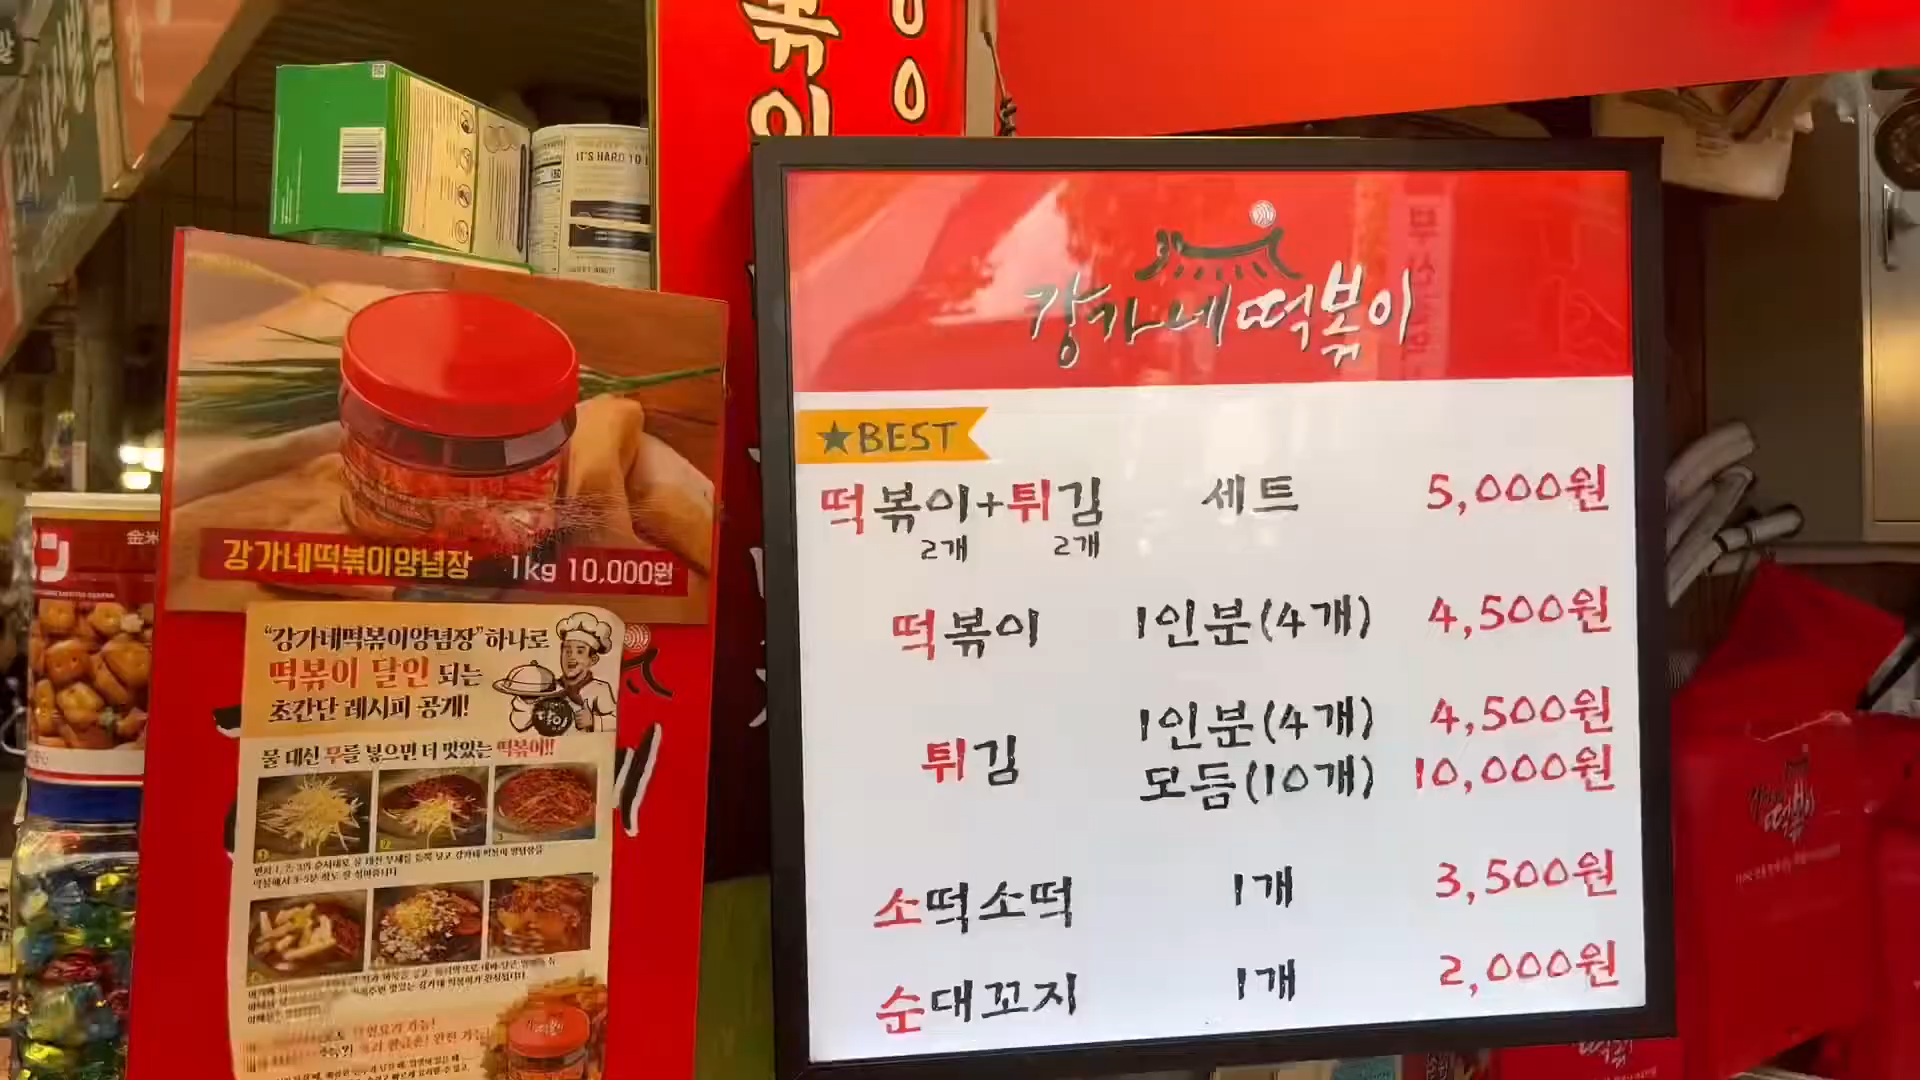 볶이
IT'S HARD TO
강가네떡볶이
★BEST
떡볶이+튀김 세트 5,000원
2개 2개
떡볶이 1인분(4개) 4,500원
튀김 1인분(4개) 4,500원
모듬(10개) 10,000원
소떡소떡 1개 3,500원
순대꼬지 1개 2,000원
강가네떡볶이양념장 1kg 10,000원
"강가네떡볶이양념장"하나로
떡볶이 달인 되는
초간단 레시피 공개!
물 대신 무를 넣으면 더 맛있는 떡볶이!!
떡볶이